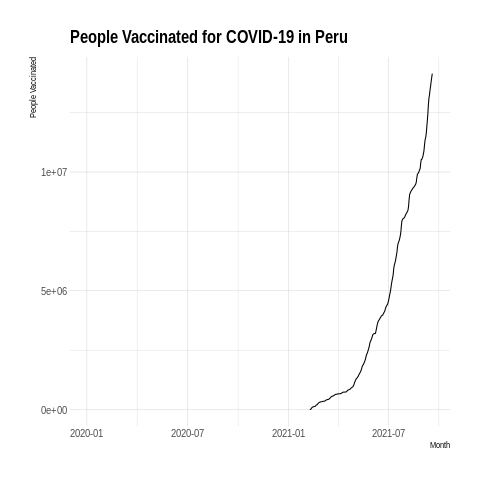 People Vaccinated for COVID-19 in Peru
People Vaccinated
1e+07
5e+06
0e+00
2020-01 2020-07 2021-01 2021-07
Month